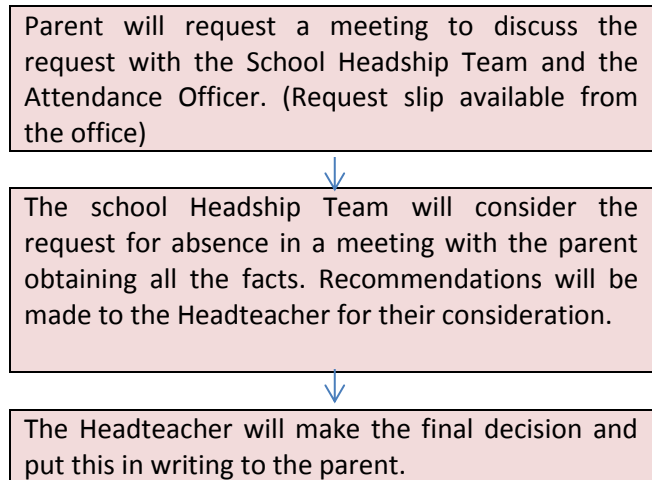 Parent will request a meeting to discuss the
request with the School Headship Team and the
Attendance Officer. (Request slip available from
the office)
The school Headship Team will consider the
request for absence in a meeting with the parent
obtaining all the facts. Recommendations will be
made to the Headteacher for their consideration.
The Headteacher will make the final decision and
put this in writing to the parent.